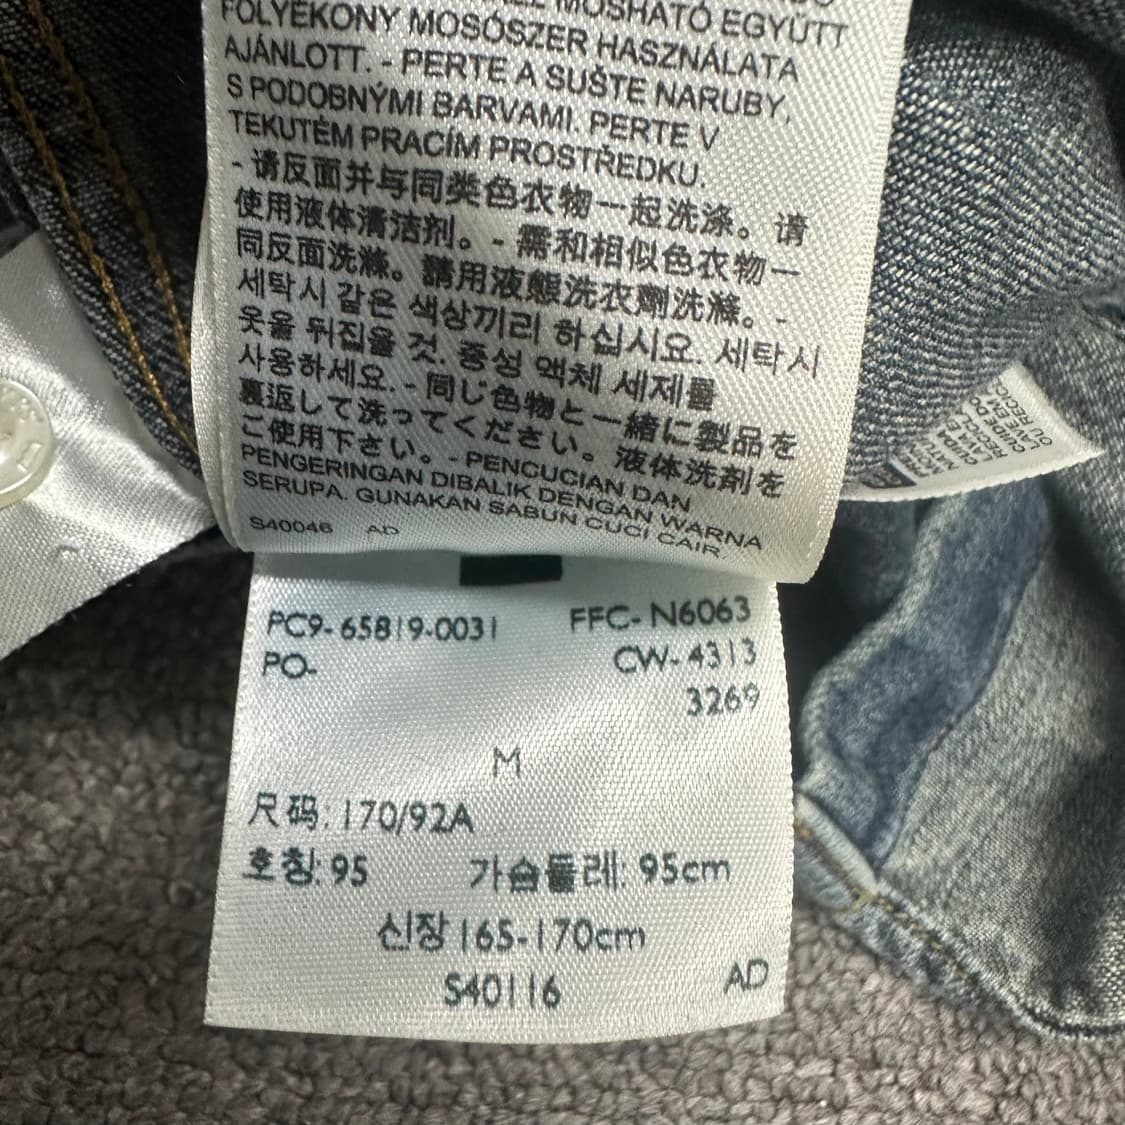 MOSHATÓ EGYÜTT
FOLYÉKONY MOSÓSZER HASZNÁLATA
AJÁNLOTT. - PERTE A SUŠTE NARUBY,
S PODOBNÝMI BARVAMI. PERTE V
TEKUTÉM PRACÍM PROSTŘEDKU.
- 请反面并与同类色衣物一起洗涤。请
使用液体清洁剂。- 需和相似色衣物一
同反面洗滌。請用液態洗衣劑洗滌。-
세탁시 같은 색상끼리 하십시요. 세탁시
옷을 뒤집을 것. 중성 액체 세제를
사용하세요. - 同じ色物と一緒に製品を
裏返して洗ってください。液体洗剤を
ご使用下さい。- PENCUCIAN DAN
PENGERINGAN DIBALIK DENGAN WARNA
SERUPA. GUNAKAN SABUN CUCI CAIR
S40046 AD
PC9-65819-0031 FFC-N6063
PO- CW-4313
3269
M
尺码: 170/92A
호칭: 95 가슴둘레: 95cm
신장 165-170cm
S40116 AD